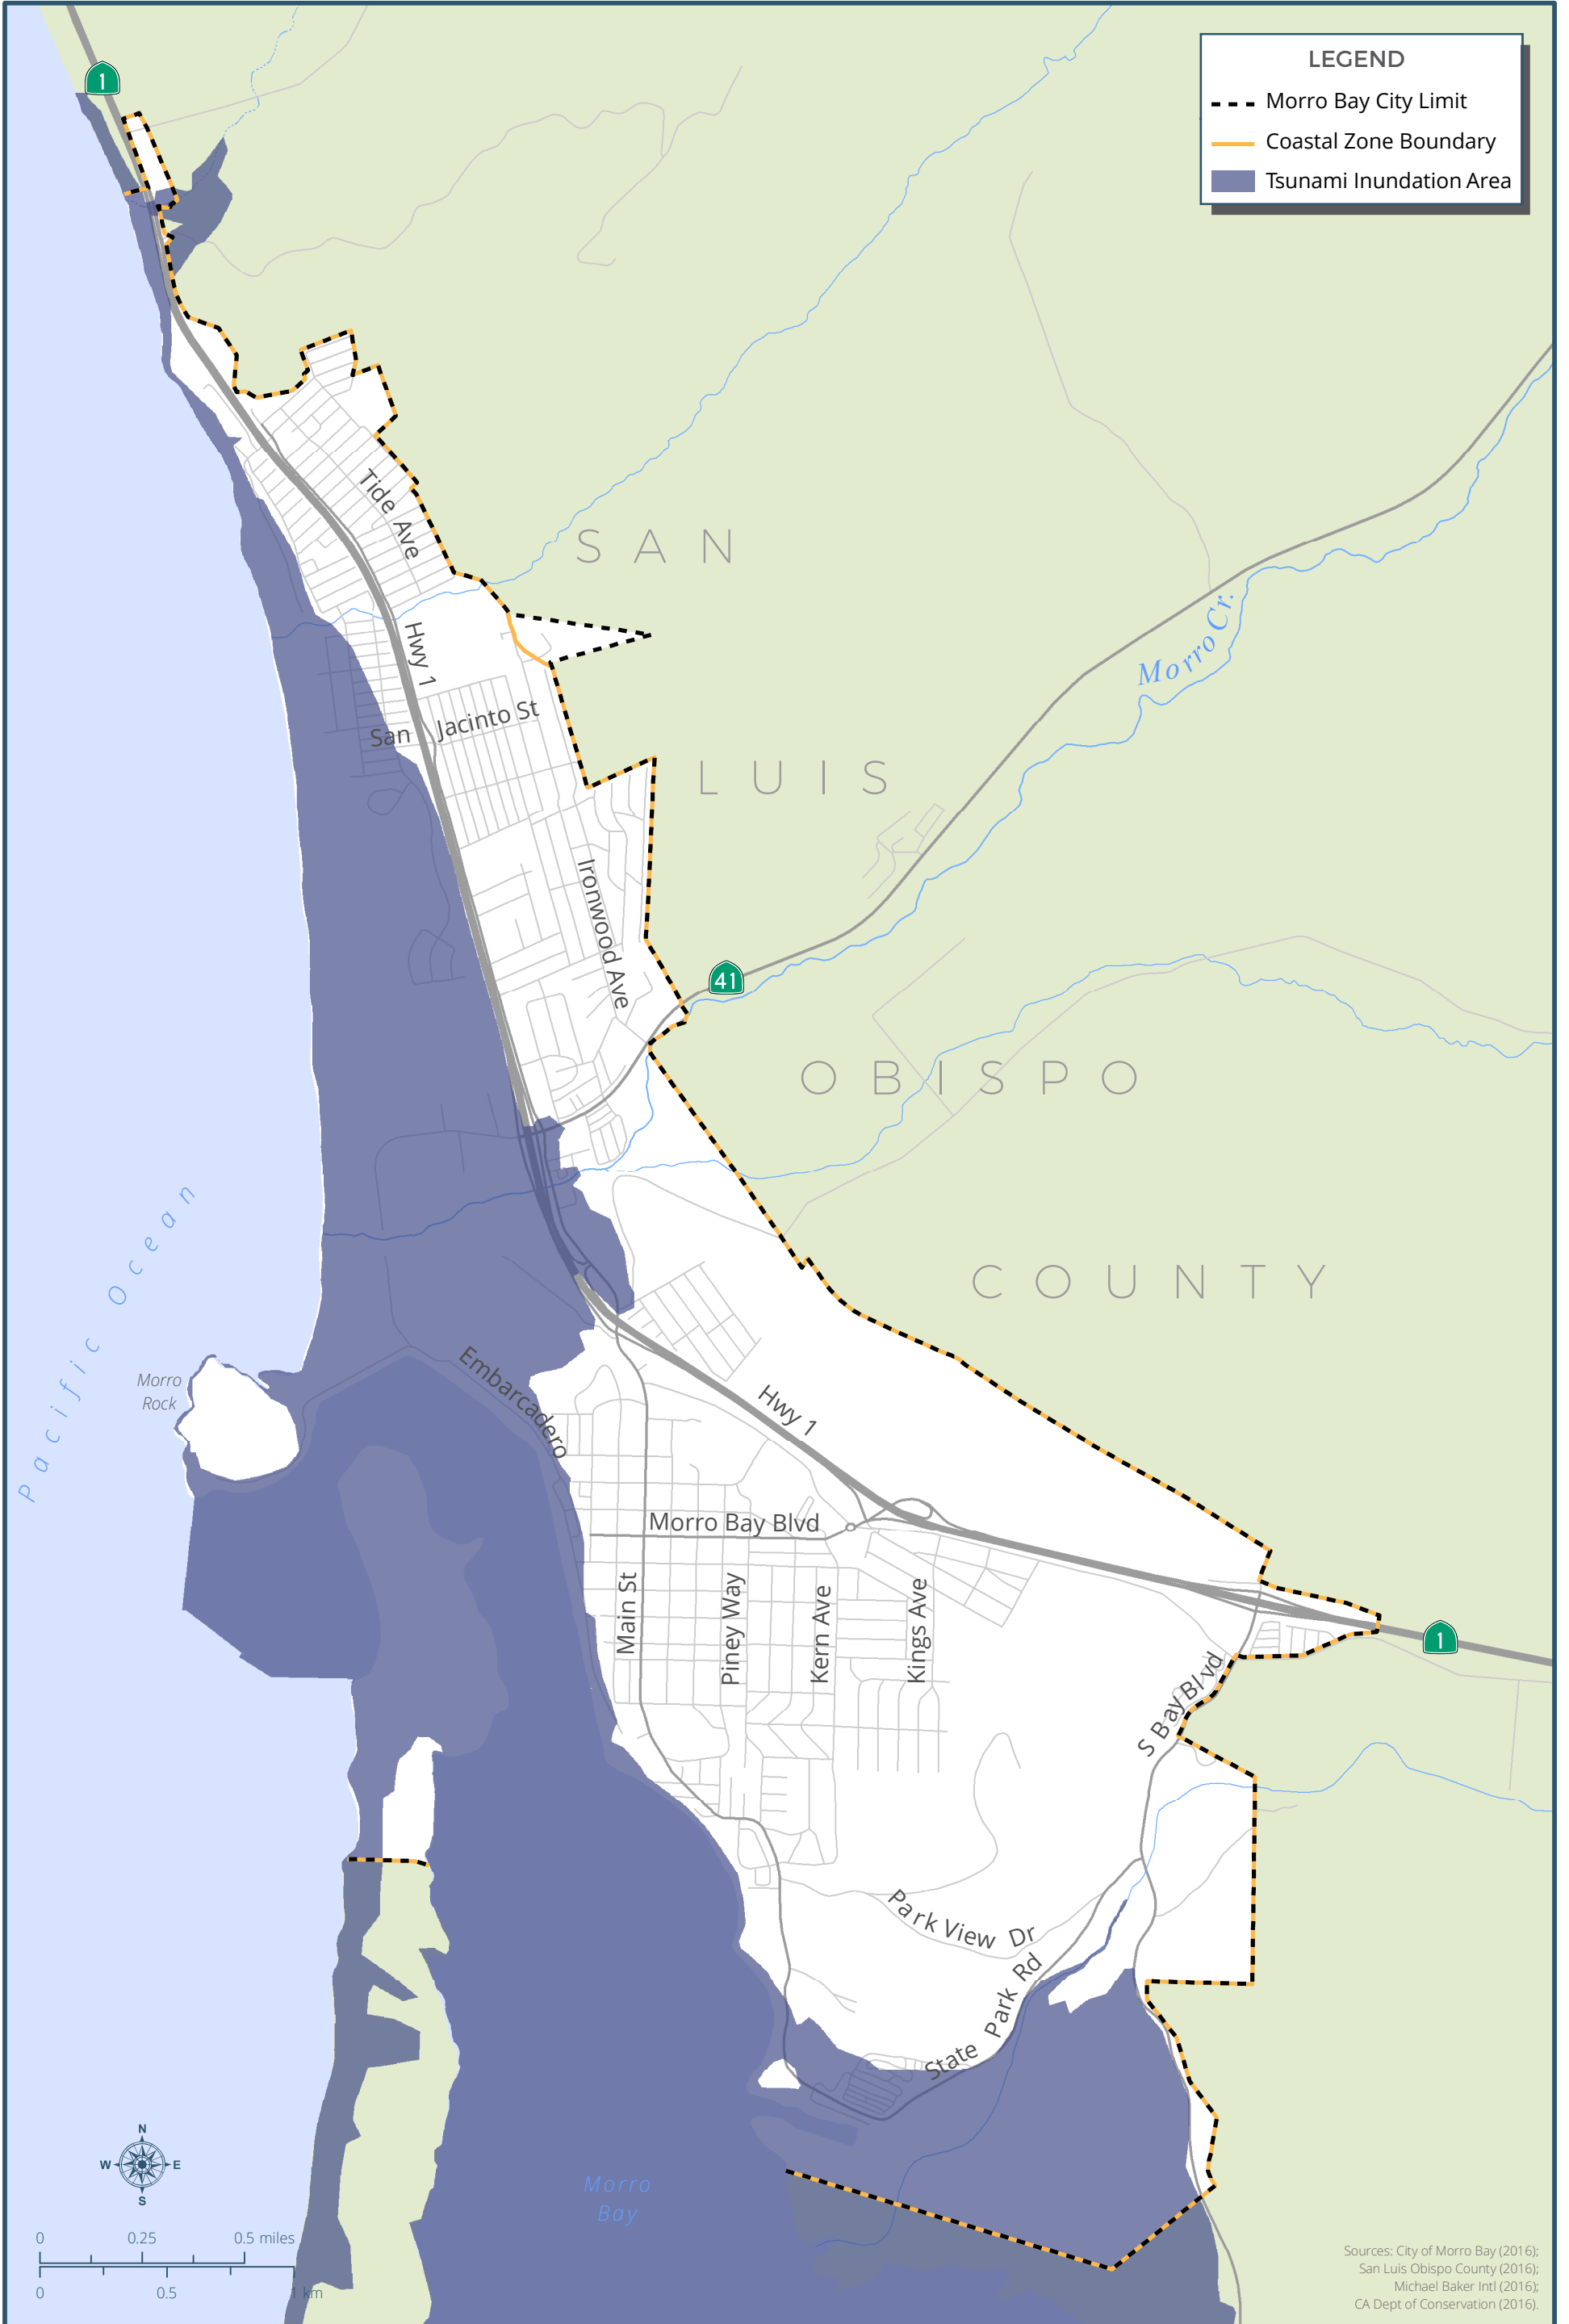 LEGEND
Morro Bay City Limit
Coastal Zone Boundary
Tsunami Inundation Area
1
Tide Ave
SAN
Hwy 1
Morro Cr.
San Jacinto St
LUIS
Ironwood Ave
41
OBISPO
Pacific Ocean
COUNTY
Morro
Rock
Embarcadero
Hwy 1
Morro Bay Blvd
Main St
Piney Way
Kern Ave
Kings Ave
1
S Bay Blvd
Park View Dr
State Park Rd
N
W
E
S
Morro
Bay
0 0.25 0.5 miles
0 0.5 1 km
Sources: City of Morro Bay (2016);
San Luis Obispo County (2016);
Michael Baker Intl (2016);
CA Dept of Conservation (2016).